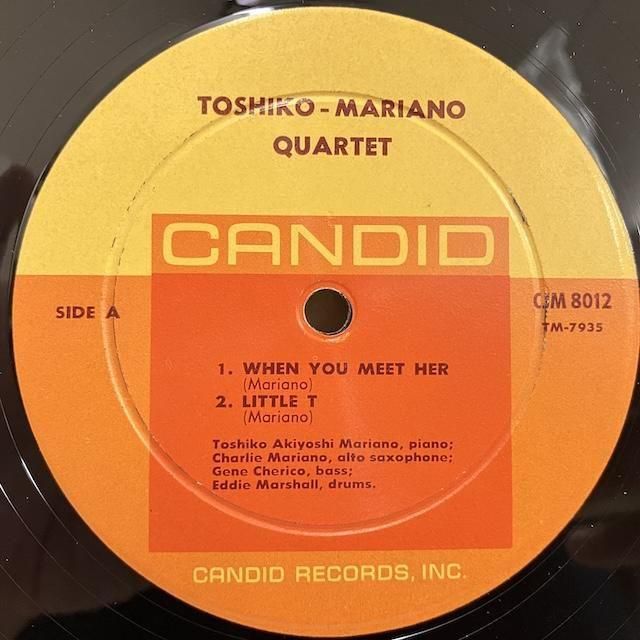 TOSHIKO - MARIANO
QUARTET
CANDID
SIDE A
CJM 8012
TM-7935
1. WHEN YOU MEET HER
(Mariano)
2. LITTLE T
(Mariano)
Toshiko Akiyoshi Mariano, piano;
Charlie Mariano, alto saxophone;
Gene Cherico, bass;
Eddie Marshall, drums.
CANDID RECORDS, INC.